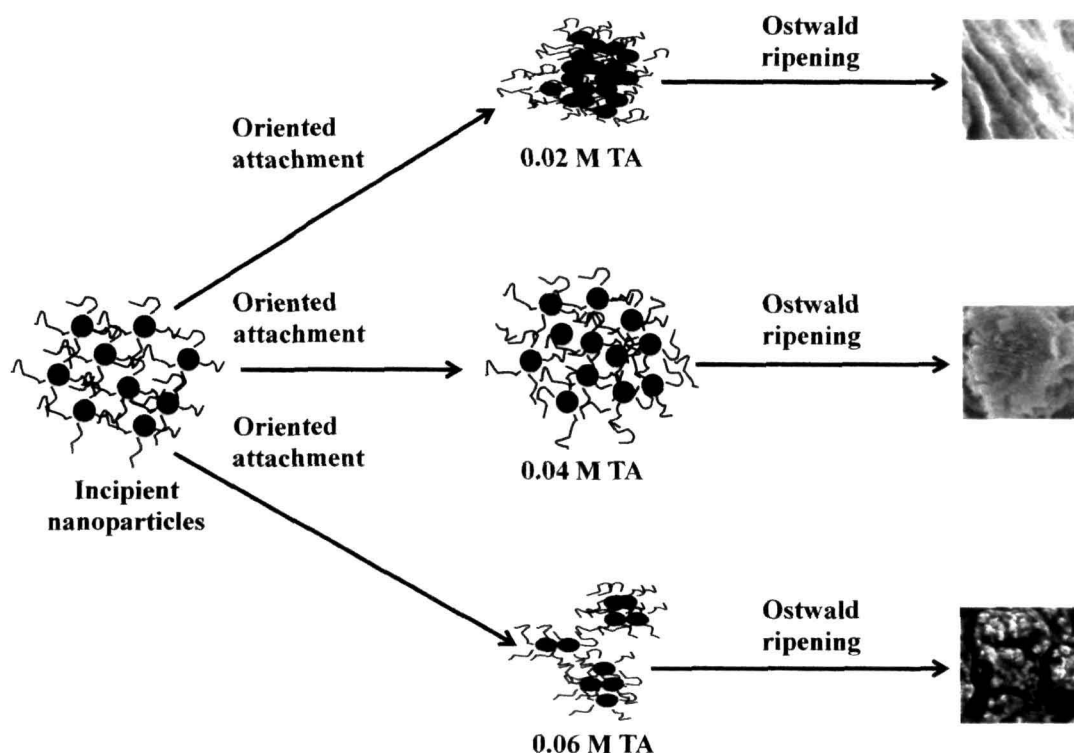 Ostwald
ripening
Oriented
attachment
0.02 M TA
Oriented
attachment
Ostwald
ripening
Oriented
attachment
0.04 M TA
Incipient
nanoparticles
Ostwald
ripening
0.06 M TA